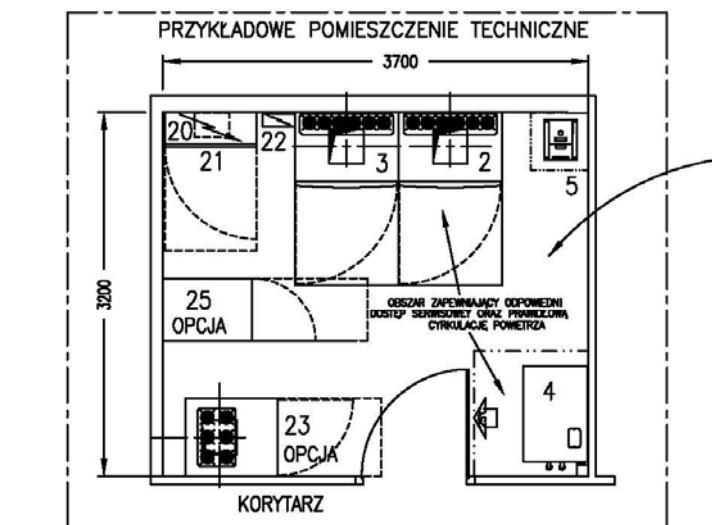 PRZYKŁADOWE POMIESZCZENIE TECHNICZNE
3700
20
21
22
3
2
5
3200
25
OPCJA
OBSZAR ZAPEWNIAJĄCY ODPOWIEDNI
DOSTĘP SERWISOWEY ORAZ PRAWIDŁOWĄ
CYRKULACJĘ POWIETRZA
4
23
OPCJA
KORYTARZ